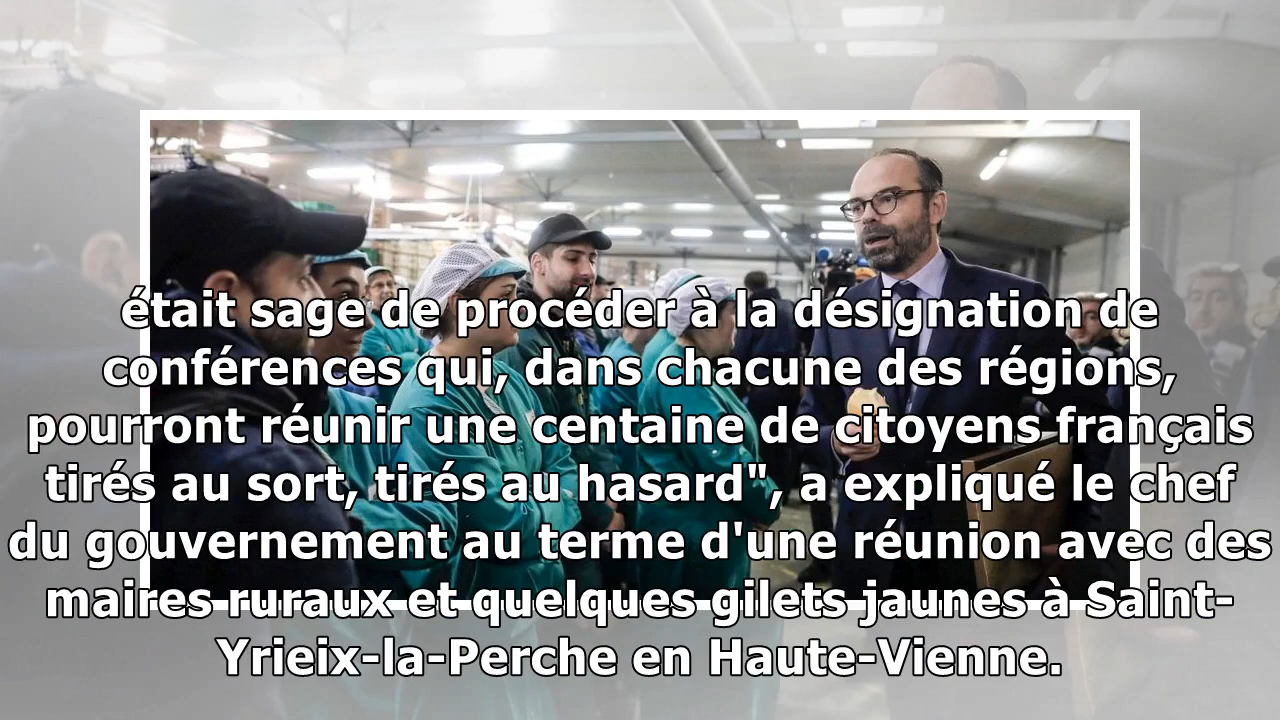 était sage de procéder à la désignation de
conférences qui, dans chacune des régions,
pourront réunir une centaine de citoyens français
tirés au sort, tirés au hasard", a expliqué le chef
du gouvernement au terme d'une réunion avec des
maires ruraux et quelques gilets jaunes à Saint-
Yrieix-la-Perche en Haute-Vienne.